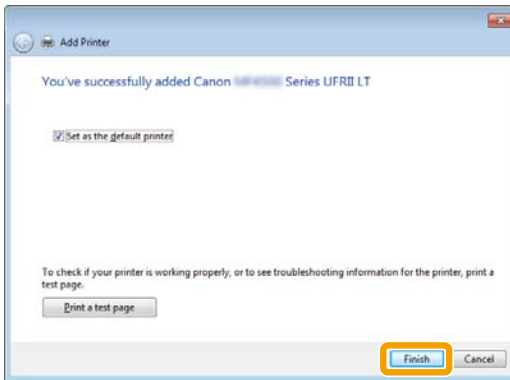 Add Printer
You've successfully added Canon Series UFRII LT
Set as the default printer
To check if your printer is working properly, or to see troubleshooting information for the printer, print a
test page.
Print a test page
Finish Cancel